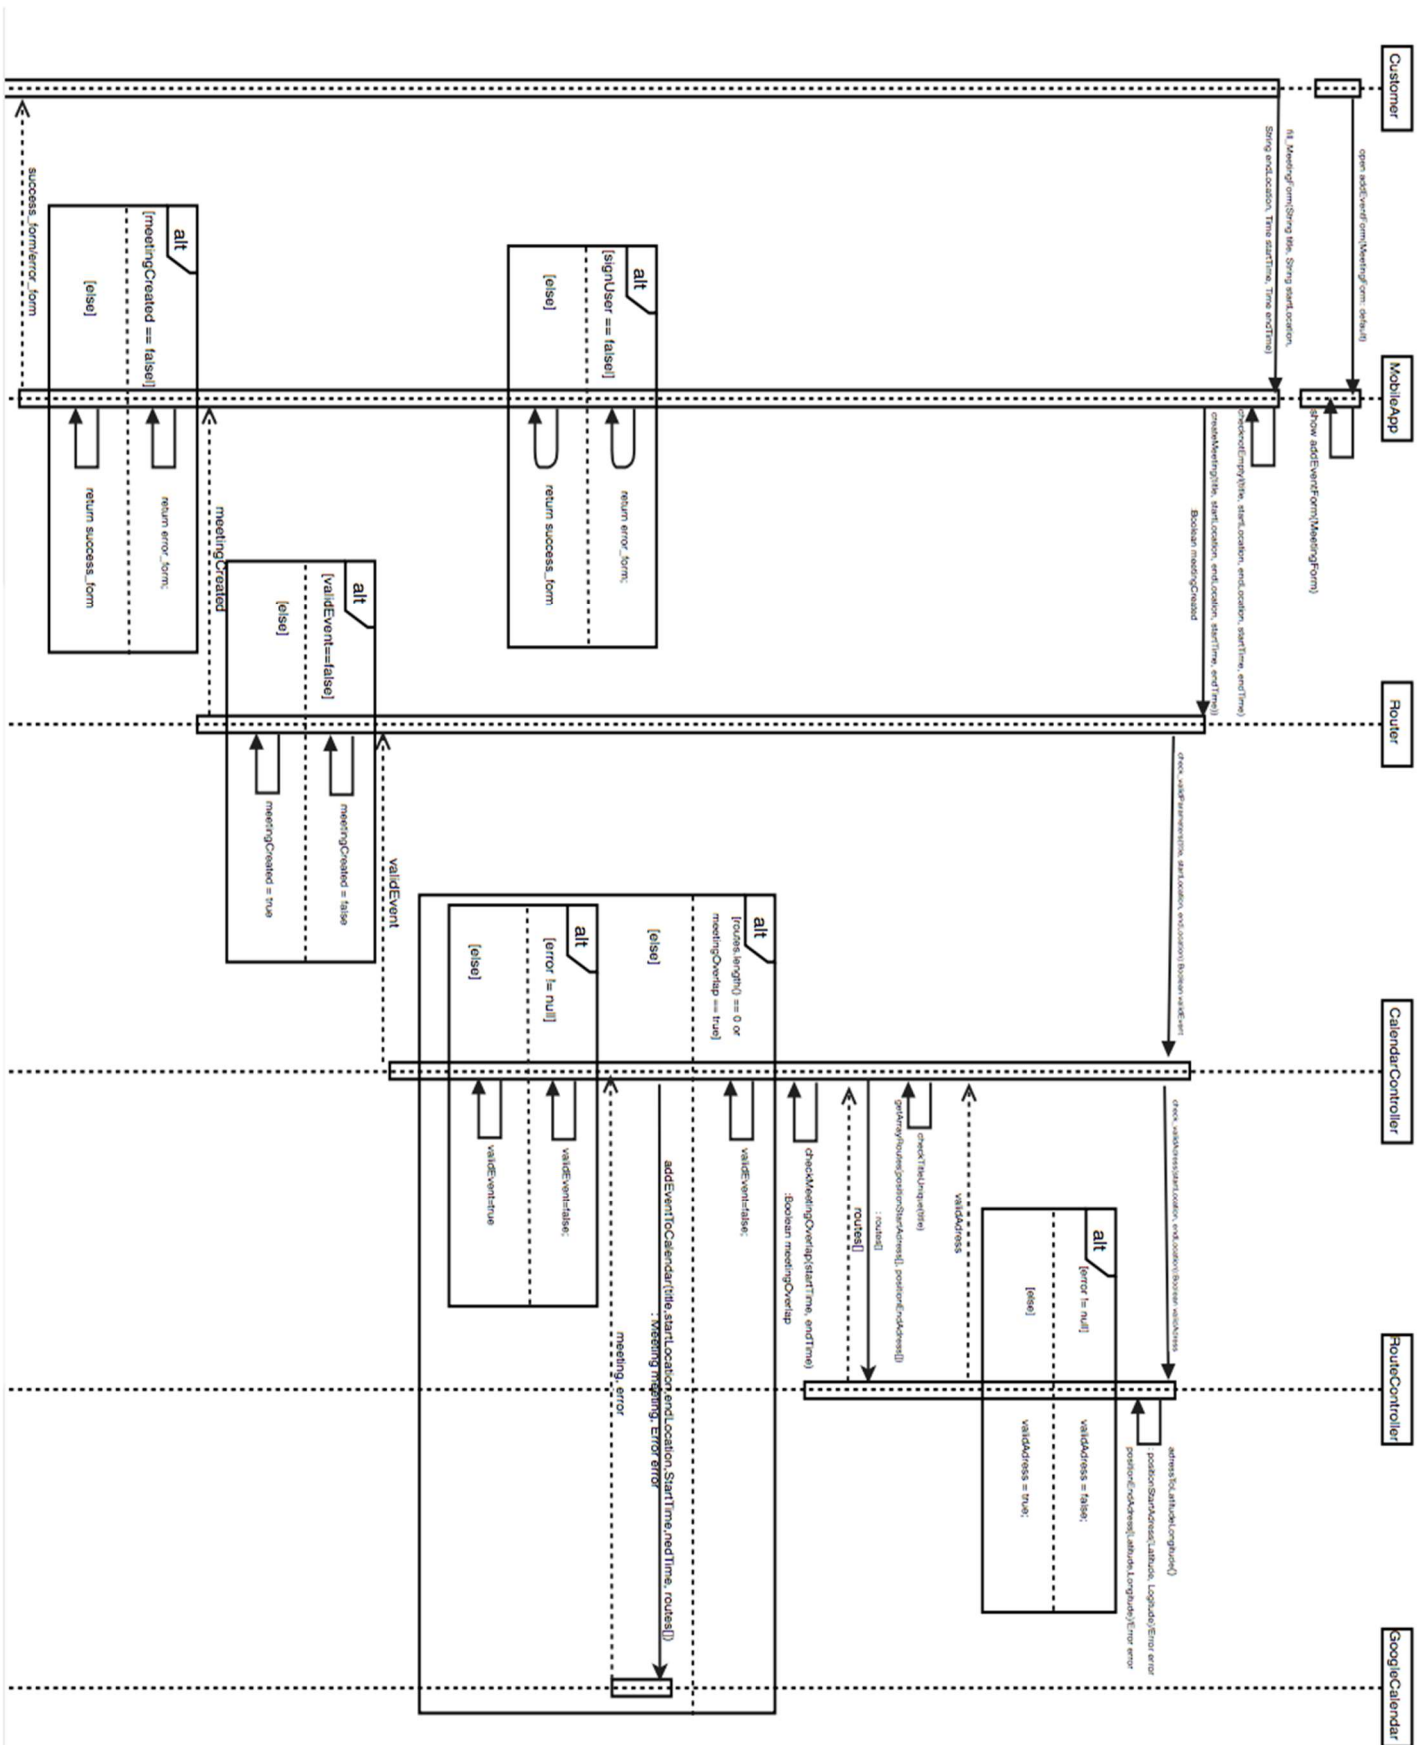 Customer
MobileApp
Router
CalendarController
RouteController
GoogleCalendar
open addEventForm(MeetingForm: default)
show addEventForm(MeetingForm)
fill_MeetingForm(String title, String startLocation,
String endLocation, Time startTime, Time endTime)
checknotEmpty(title, startLocation, endLocation, startTime, endTime)
createMeeting(title, startLocation, endLocation, startTime, endTime))
:Boolean meetingCreated
check_validParameters(title, startLocation, endLocation):Boolean validEvent
check_validAdress(startLocation, endLocation):Boolean validAdress
adressToLatitudeLongitude()
: positionStartAdress[Latitude, Logitude]/Error error
positionEndAdress[Latitude,Longitude]/Error error
alt
[error != null]
validAdress = false;
[else]
validAdress = true;
validAdress
checkTitleUnique(title)
getArrayRoutes(positionStartAdress[], positionEndAdress[])
: routes[]
routes[]
checkMeetingOverlap(startTime, endTime)
:Boolean meetingOverlap
alt
[routes.length() == 0 or
meetingOverlap == true]
validEvent=false;
[else]
addEventToCalendar(title,startLocation,endLocation,StartTime,nedTime, routes[])
: Meeting meeting, Error error
meeting, error
alt
[error != null]
validEvent=false;
[else]
validEvent=true
alt
[signUser == false]
return error_form;
[else]
return success_form
validEvent
alt
[validEvent==false]
meetingCreated = false
[else]
meetingCreated = true
meetingCreated
alt
[meetingCreated == false]]
return error_form;
[else]
return success_form
success_form/error_form